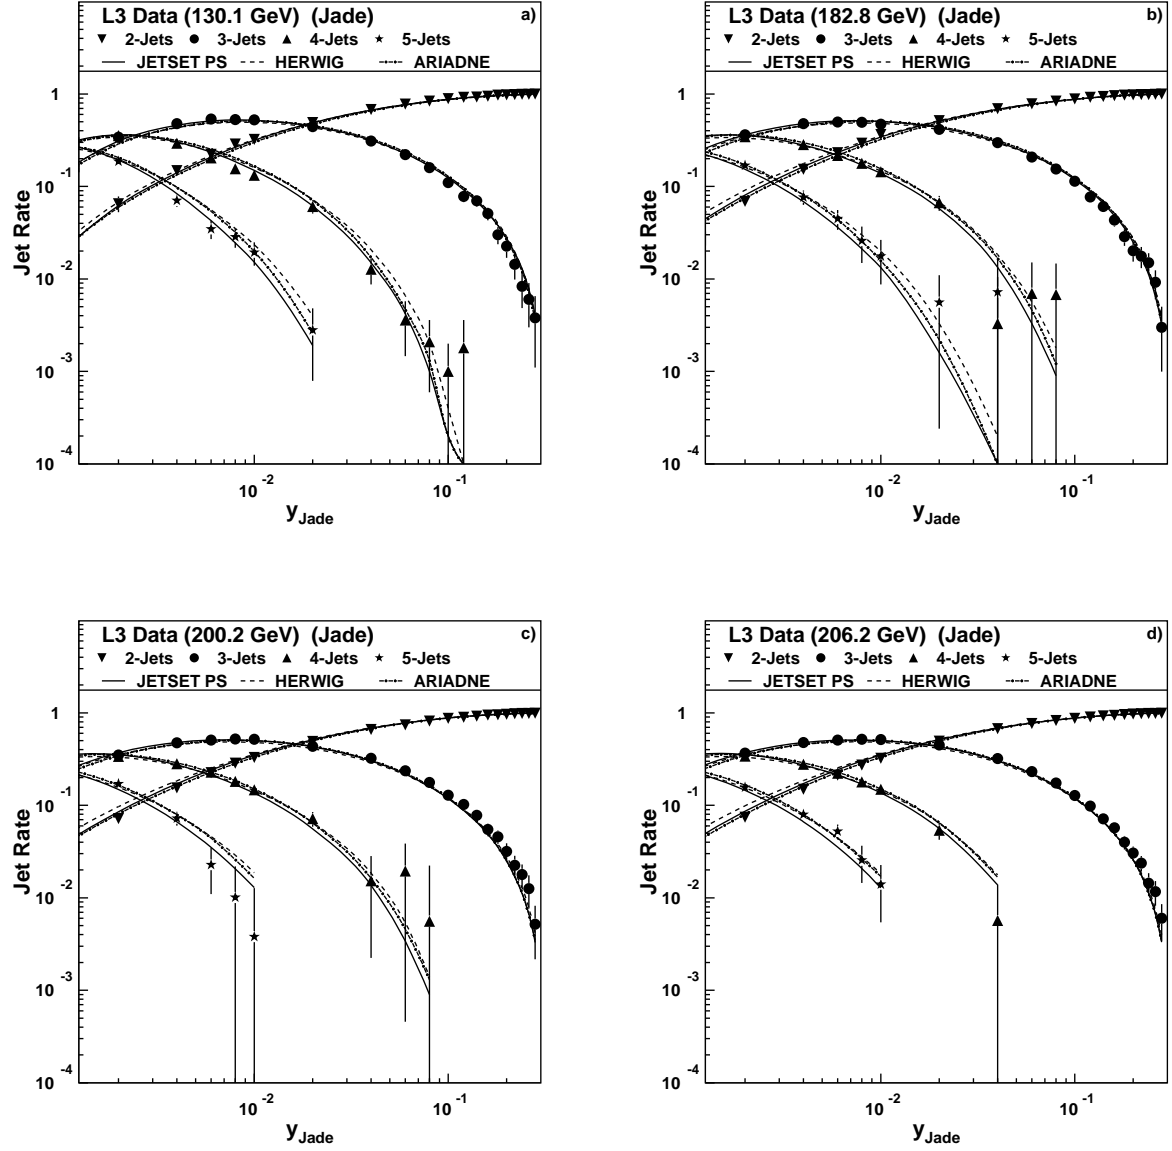 L3 Data (130.1 GeV) (Jade) a)
2-Jets 3-Jets 4-Jets 5-Jets
JETSET PS HERWIG ARIADNE
1
10 -1
10 -2
10 -3
10 -4
Jet Rate
10 -2 10 -1
y Jade
L3 Data (182.8 GeV) (Jade) b)
2-Jets 3-Jets 4-Jets 5-Jets
JETSET PS HERWIG ARIADNE
1
10 -1
10 -2
10 -3
10 -4
Jet Rate
10 -2 10 -1
y Jade
L3 Data (200.2 GeV) (Jade) c)
2-Jets 3-Jets 4-Jets 5-Jets
JETSET PS HERWIG ARIADNE
1
10 -1
10 -2
10 -3
10 -4
Jet Rate
10 -2 10 -1
y Jade
L3 Data (206.2 GeV) (Jade) d)
2-Jets 3-Jets 4-Jets 5-Jets
JETSET PS HERWIG ARIADNE
1
10 -1
10 -2
10 -3
10 -4
Jet Rate
10 -2 10 -1
y Jade